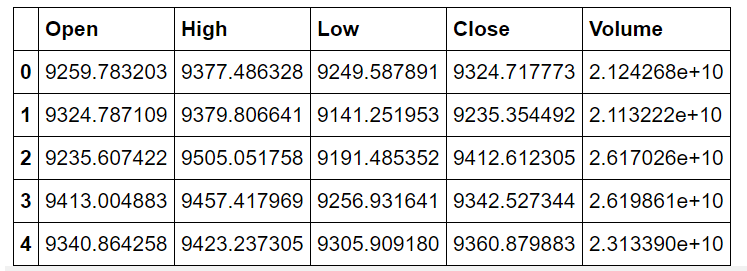 Open High Low Close Volume
0 9259.783203 9377.486328 9249.587891 9324.717773 2.124268e+10
1 9324.787109 9379.806641 9141.251953 9235.354492 2.113222e+10
2 9235.607422 9505.051758 9191.485352 9412.612305 2.617026e+10
3 9413.004883 9457.417969 9256.931641 9342.527344 2.619861e+10
4 9340.864258 9423.237305 9305.909180 9360.879883 2.313390e+10